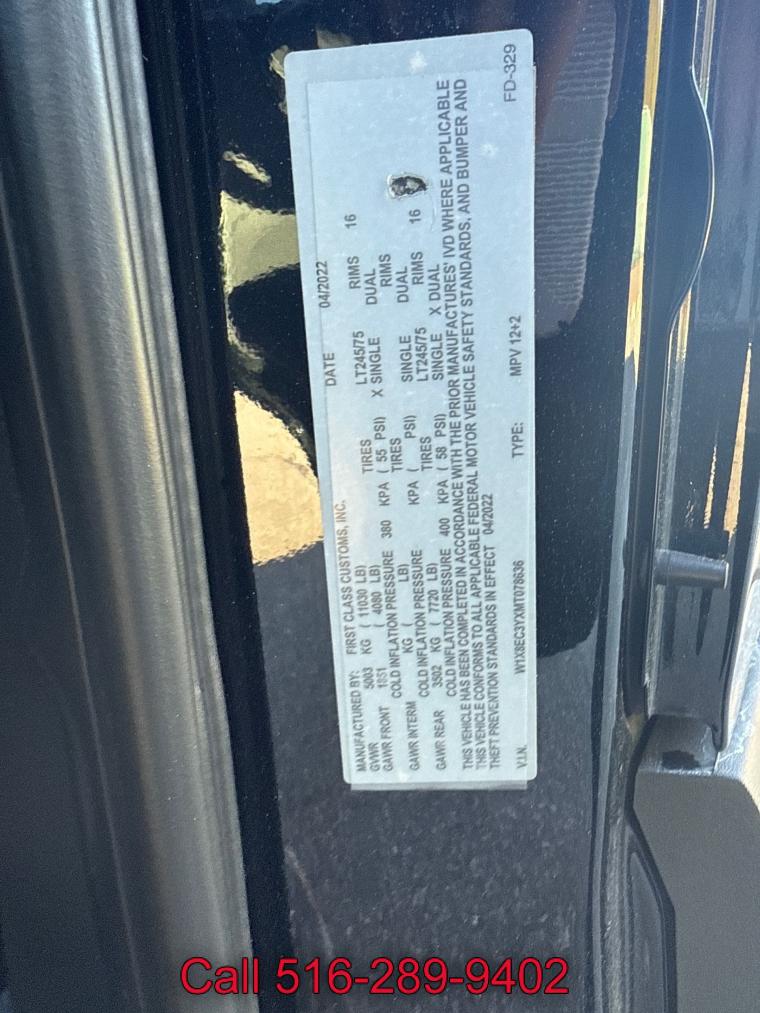 MANUFACTURED BY: FIRST CLASS CUSTOMS, INC. DATE 04/2022
GVWR 5003 KG ( 11030 LB)
GAWR FRONT 1851 ( 4080 LB) TIRES LT245/75 RIMS 16
COLD INFLATION PRESSURE 380 KPA ( 55 PSI) X SINGLE DUAL
GAWR INTERM KG ( LB) TIRES RIMS
COLD INFLATION PRESSURE KPA ( PSI) SINGLE DUAL
GAWR REAR 3502 KG ( 7720 LB) TIRES LT245/75 RIMS 16
COLD INFLATION PRESSURE 400 KPA ( 58 PSI) SINGLE X DUAL
THIS VEHICLE HAS BEEN COMPLETED IN ACCORDANCE WITH THE PRIOR MANUFACTURES' IVD WHERE APPLICABLE
THIS VEHICLE CONFORMS TO ALL APPLICABLE FEDERAL MOTOR VEHICLE SAFETY STANDARDS, AND BUMPER AND
THEFT PREVENTION STANDARDS IN EFFECT 04/2022
V.I.N. W1X8EC3YXMT078636 TYPE: MPV 12+2
FD-329
Call 516-289-9402